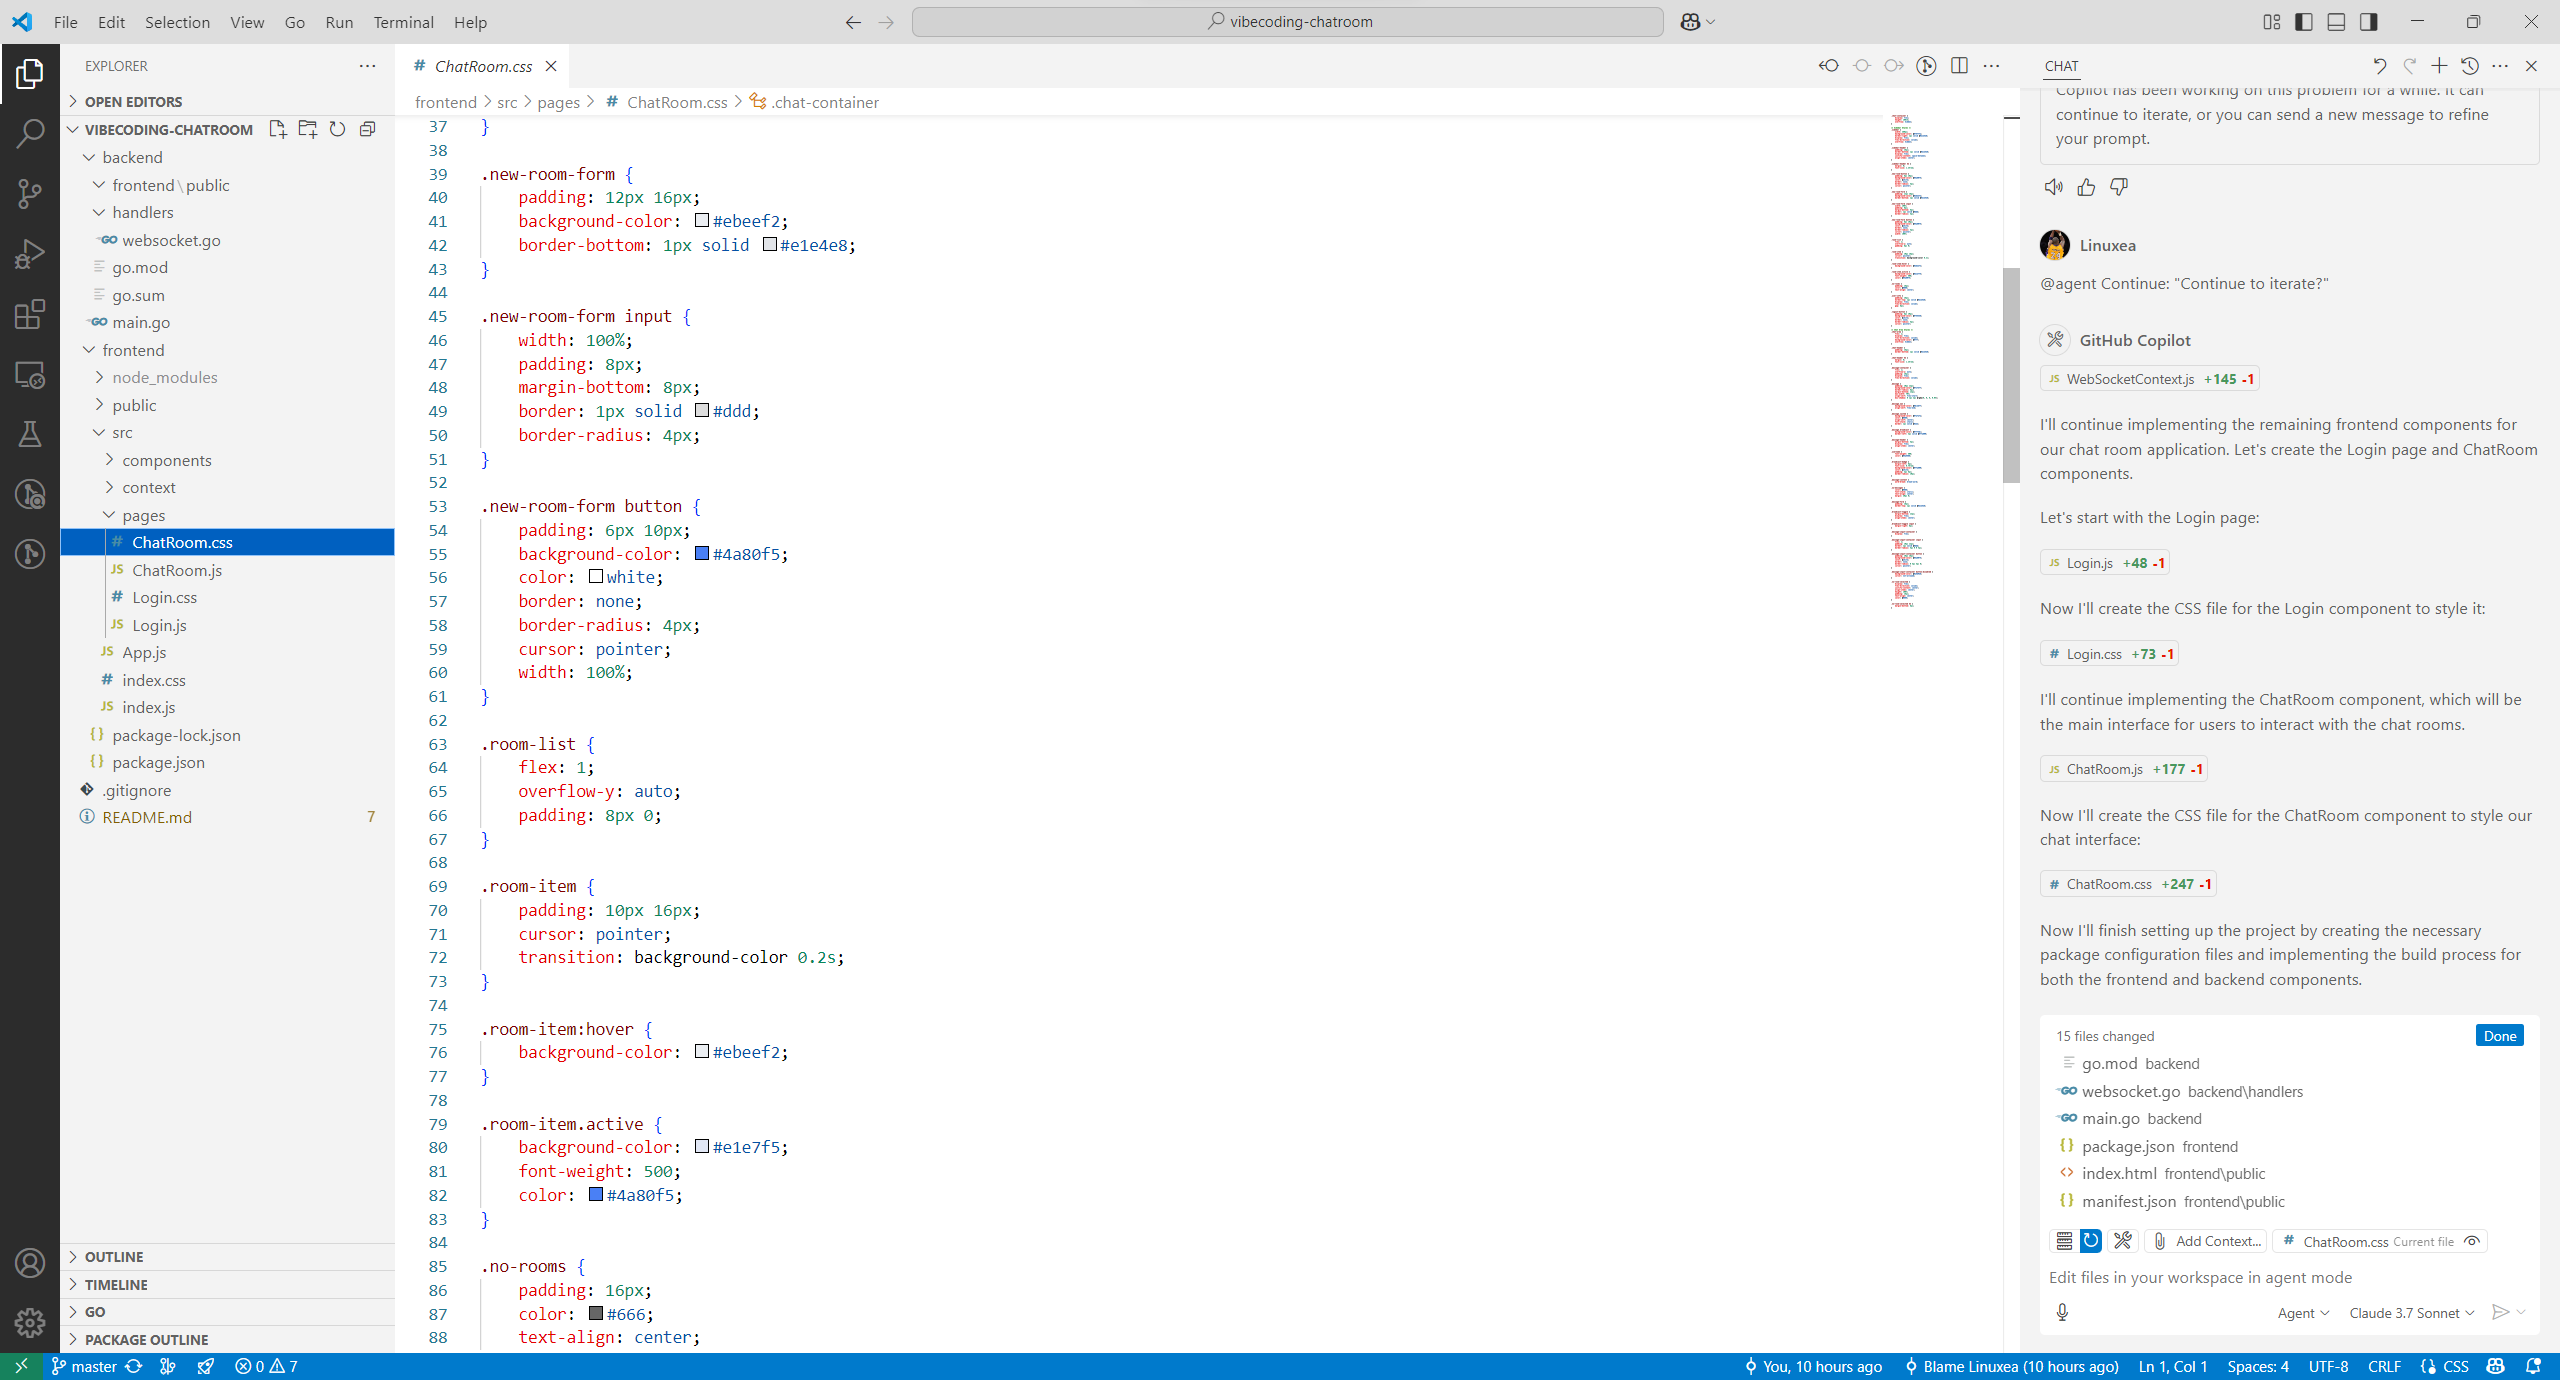 File Edit Selection View Go Run Terminal Help
vibecoding-chatroom
EXPLORER
OPEN EDITORS
VIBECODING-CHATROOM
backend
frontend\public
handlers
websocket.go
go.mod
go.sum
main.go
frontend
node_modules
public
src
components
context
pages
# ChatRoom.css
JS ChatRoom.js
# Login.css
JS Login.js
JS App.js
# index.css
JS index.js
{} package-lock.json
{} package.json
.gitignore
README.md 7
OUTLINE
TIMELINE
GO
PACKAGE OUTLINE
# ChatRoom.css
frontend > src > pages > # ChatRoom.css > .chat-container
37 }
38
39 .new-room-form {
40 padding: 12px 16px;
41 background-color: #ebeef2;
42 border-bottom: 1px solid #e1e4e8;
43 }
44
45 .new-room-form input {
46 width: 100%;
47 padding: 8px;
48 margin-bottom: 8px;
49 border: 1px solid #ddd;
50 border-radius: 4px;
51 }
52
53 .new-room-form button {
54 padding: 6px 10px;
55 background-color: #4a80f5;
56 color: white;
57 border: none;
58 border-radius: 4px;
59 cursor: pointer;
60 width: 100%;
61 }
62
63 .room-list {
64 flex: 1;
65 overflow-y: auto;
66 padding: 8px 0;
67 }
68
69 .room-item {
70 padding: 10px 16px;
71 cursor: pointer;
72 transition: background-color 0.2s;
73 }
74
75 .room-item:hover {
76 background-color: #ebeef2;
77 }
78
79 .room-item.active {
80 background-color: #e1e7f5;
81 font-weight: 500;
82 color: #4a80f5;
83 }
84
85 .no-rooms {
86 padding: 16px;
87 color: #666;
88 text-align: center;
CHAT
Copilot has been working on this problem for a while. It can
continue to iterate, or you can send a new message to refine
your prompt.
Linuxea
@agent Continue: "Continue to iterate?"
GitHub Copilot
JS WebSocketContext.js +145 -1
I'll continue implementing the remaining frontend components for
our chat room application. Let's create the Login page and ChatRoom
components.
Let's start with the Login page:
JS Login.js +48 -1
Now I'll create the CSS file for the Login component to style it:
# Login.css +73 -1
I'll continue implementing the ChatRoom component, which will be
the main interface for users to interact with the chat rooms.
JS ChatRoom.js +177 -1
Now I'll create the CSS file for the ChatRoom component to style our
chat interface:
# ChatRoom.css +247 -1
Now I'll finish setting up the project by creating the necessary
package configuration files and implementing the build process for
both the frontend and backend components.
15 files changed Done
go.mod backend
GO websocket.go backend\handlers
GO main.go backend
{} package.json frontend
<> index.html frontend\public
{} manifest.json frontend\public
Add Context... # ChatRoom.css Current file
Edit files in your workspace in agent mode
Agent Claude 3.7 Sonnet
master 0 7 You, 10 hours ago Blame Linuxea (10 hours ago) Ln 1, Col 1 Spaces: 4 UTF-8 CRLF {} CSS